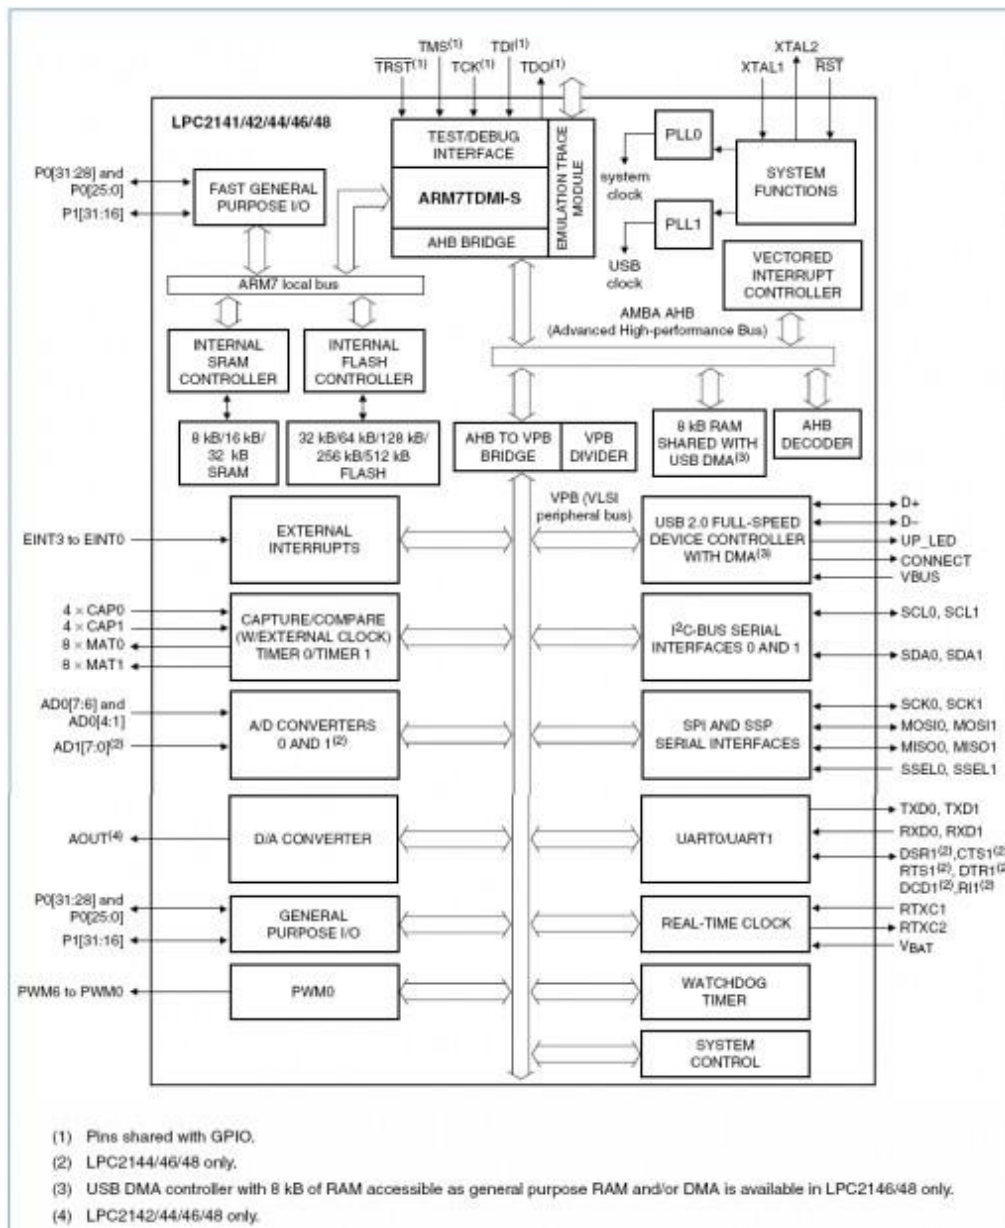 TMS(1)
TDI(1)
TRST(1)
TCK(1)
TDO(1)
XTAL2
XTAL1
RST
LPC2141/42/44/46/48
TEST/DEBUG
INTERFACE
ARM7TDMI-S
AHB BRIDGE
EMULATION TRACE
MODULE
PLL0
system
clock
SYSTEM
FUNCTIONS
PLL1
USB
clock
P0[31:28] and
P0[25:0]
P1[31:16]
FAST GENERAL
PURPOSE I/O
VECTORED
INTERRUPT
CONTROLLER
ARM7 local bus
AMBA AHB
(Advanced High-performance Bus)
INTERNAL
SRAM
CONTROLLER
INTERNAL
FLASH
CONTROLLER
8 kB/16 kB/
32 kB
SRAM
32 kB/64 kB/128 kB/
256 kB/512 kB
FLASH
AHB TO VPB
BRIDGE
VPB
DIVIDER
8 kB RAM
SHARED WITH
USB DMA(3)
AHB
DECODER
VPB (VLSI
peripheral bus)
EINT3 to EINT0
EXTERNAL
INTERRUPTS
USB 2.0 FULL-SPEED
DEVICE CONTROLLER
WITH DMA(3)
D+
D−
UP_LED
CONNECT
VBUS
4 × CAP0
4 × CAP1
8 × MAT0
8 × MAT1
CAPTURE/COMPARE
(W/EXTERNAL CLOCK)
TIMER 0/TIMER 1
I2C-BUS SERIAL
INTERFACES 0 AND 1
SCL0, SCL1
SDA0, SDA1
AD0[7:6] and
AD0[4:1]
AD1[7:0](2)
A/D CONVERTERS
0 AND 1(2)
SPI AND SSP
SERIAL INTERFACES
SCK0, SCK1
MOSI0, MOSI1
MISO0, MISO1
SSEL0, SSEL1
AOUT(4)
D/A CONVERTER
UART0/UART1
TXD0, TXD1
RXD0, RXD1
DSR1(2),CTS1(2)
RTS1(2), DTR1(2
DCD1(2),RI1(2)
P0[31:28] and
P0[25:0]
P1[31:16]
GENERAL
PURPOSE I/O
REAL-TIME CLOCK
RTXC1
RTXC2
VBAT
PWM6 to PWM0
PWM0
WATCHDOG
TIMER
SYSTEM
CONTROL
(1) Pins shared with GPIO.
(2) LPC2144/46/48 only.
(3) USB DMA controller with 8 kB of RAM accessible as general purpose RAM and/or DMA is available in LPC2146/48 only.
(4) LPC2142/44/46/48 only.